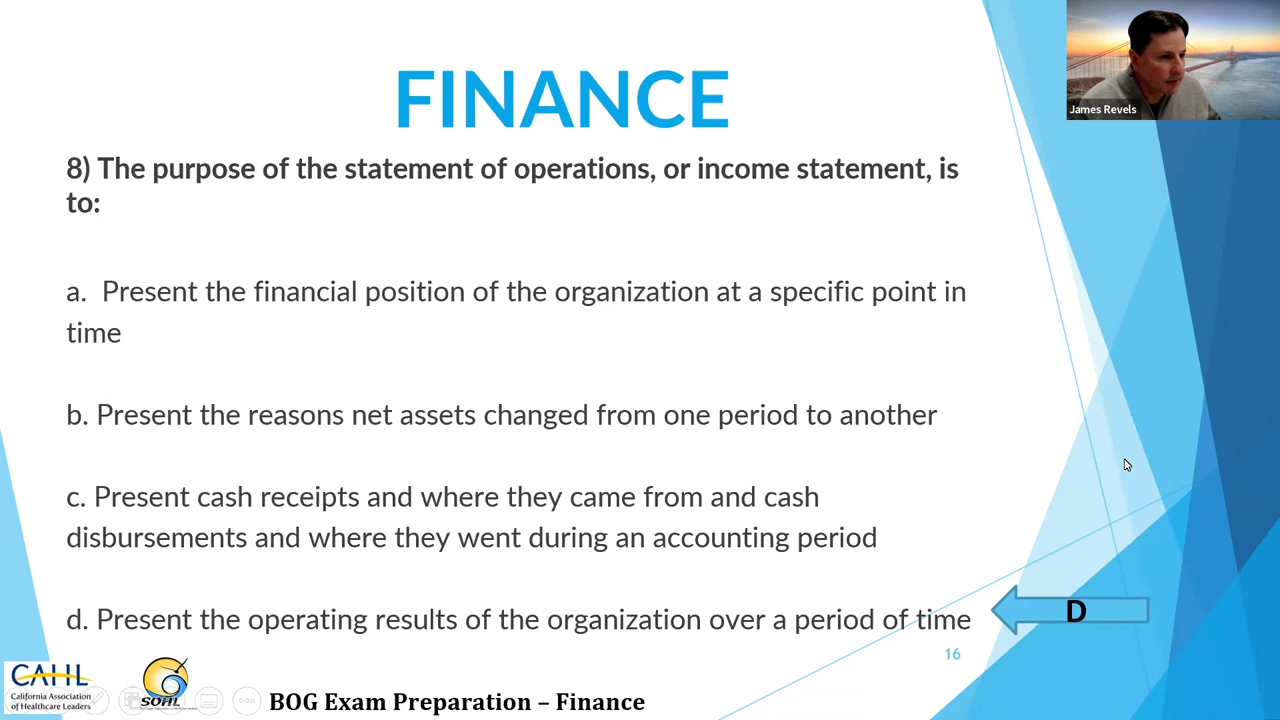 FINANCE
James Revels
8) The purpose of the statement of operations, or income statement, is
to:
a. Present the financial position of the organization at a specific point in
time
b. Present the reasons net assets changed from one period to another
c. Present cash receipts and where they came from and cash
disbursements and where they went during an accounting period
d. Present the operating results of the organization over a period of time
D
16
CAHL
California Association
of Healthcare Leaders
SOHL
BOG Exam Preparation – Finance